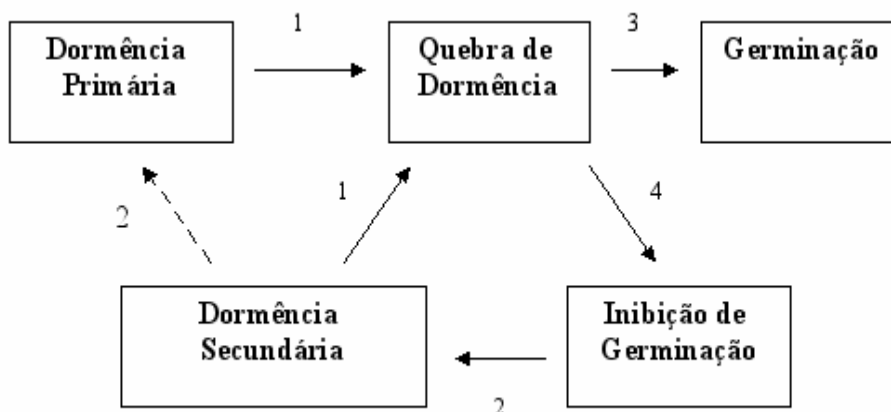 1
3
Dormência
Primária
Quebra de
Dormência
Germinação
2
1
4
Dormência
Secundária
Inibição de
Germinação
2